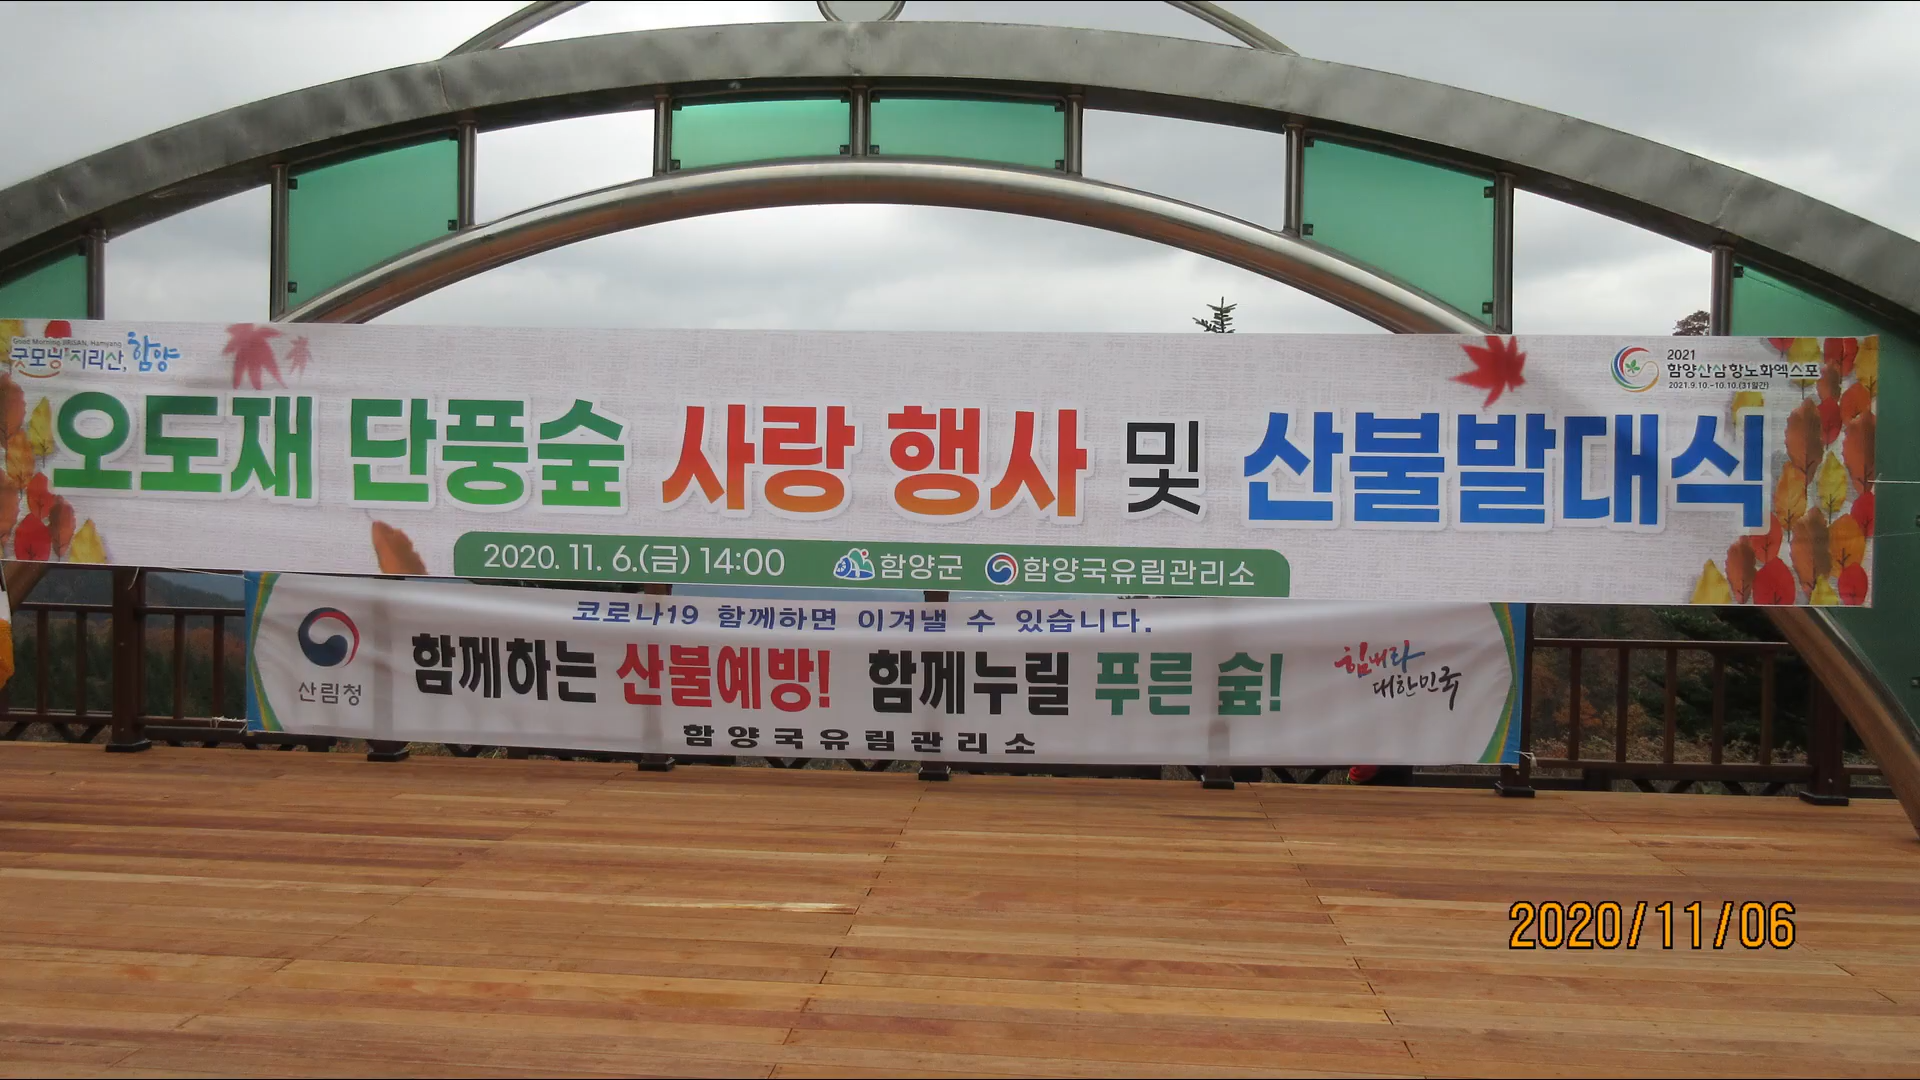 Good Morning JIRISAN, Hamyang
굿모닝 지리산, 함양
2021
함양산삼항노화엑스포
2021.9.10.-10.10.(31일간)
오도재 단풍숲 사랑 행사 및 산불발대식
2020. 11. 6.(금) 14:00 함양군 함양국유림관리소
코로나19 함께하면 이겨낼 수 있습니다.
산림청
함께하는 산불예방! 함께누릴 푸른 숲!
힘내라
대한민국
함양국유림관리소
2020/11/06